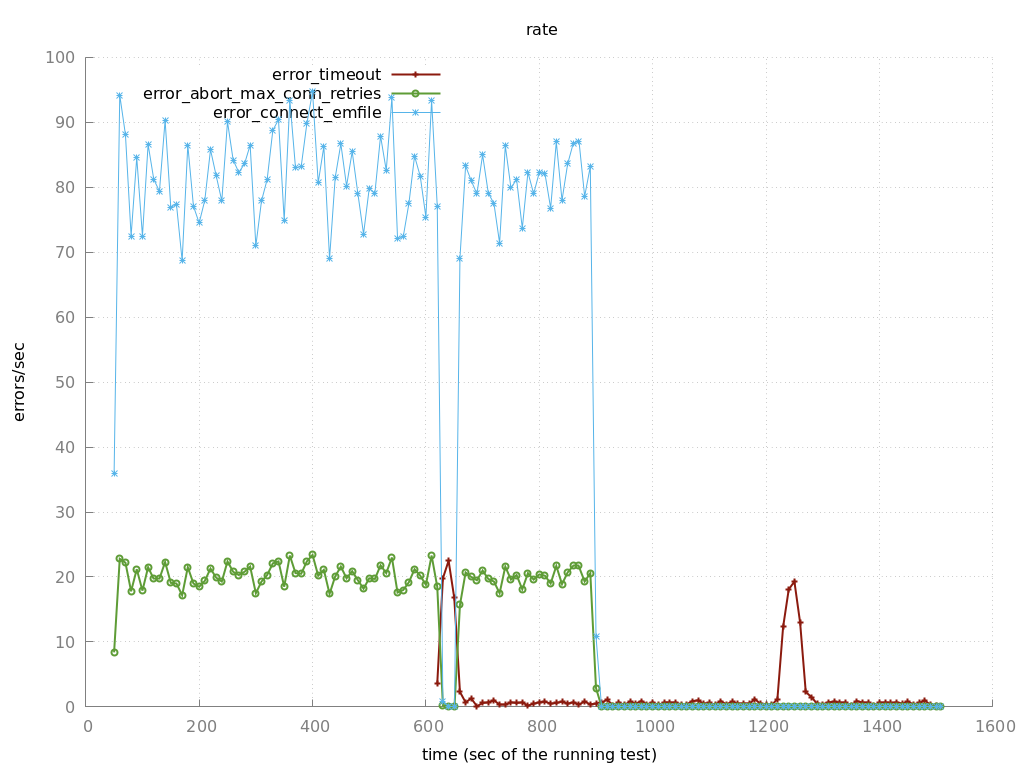 rate
error_timeout
error_abort_max_conn_retries
error_connect_emfile
100
90
80
70
60
50
40
30
20
10
0
errors/sec
0 200 400 600 800 1000 1200 1400 1600
time (sec of the running test)